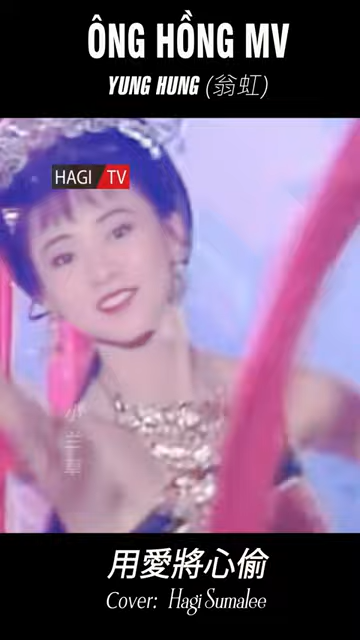 ÔNG HỒNG MV
YUNG HUNG (翁虹)
HAGI TV
用愛將心偷
Cover: Hagi Sumalee